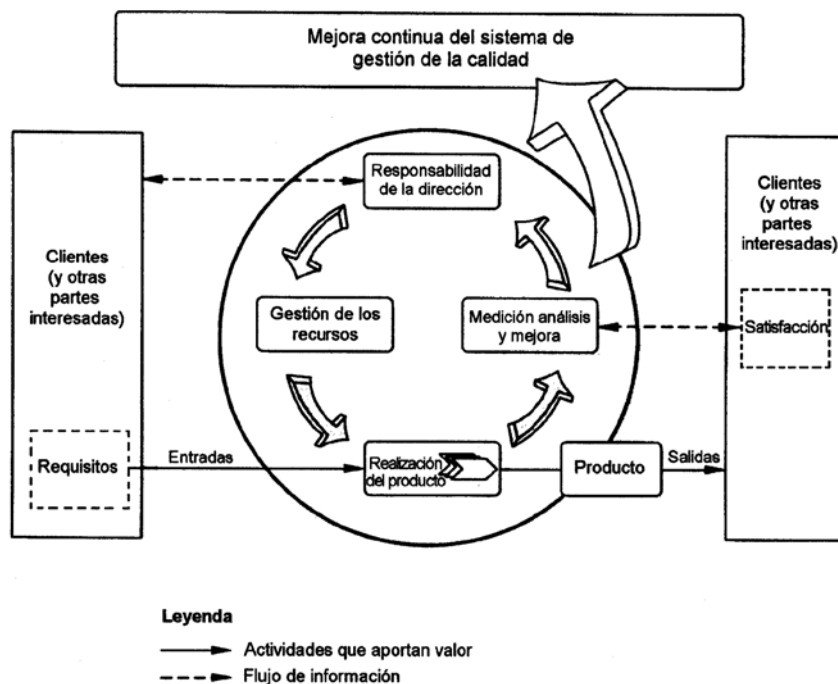 Mejora continua del sistema de
gestión de la calidad
Responsabilidad
de la dirección
Clientes
(y otras
partes
interesadas)
Clientes
(y otras
partes
interesadas)
Gestión de los
recursos
Medición análisis
y mejora
Satisfacción
Requisitos
Entradas
Realización
del producto
Producto
Salidas
Leyenda
Actividades que aportan valor
Flujo de información